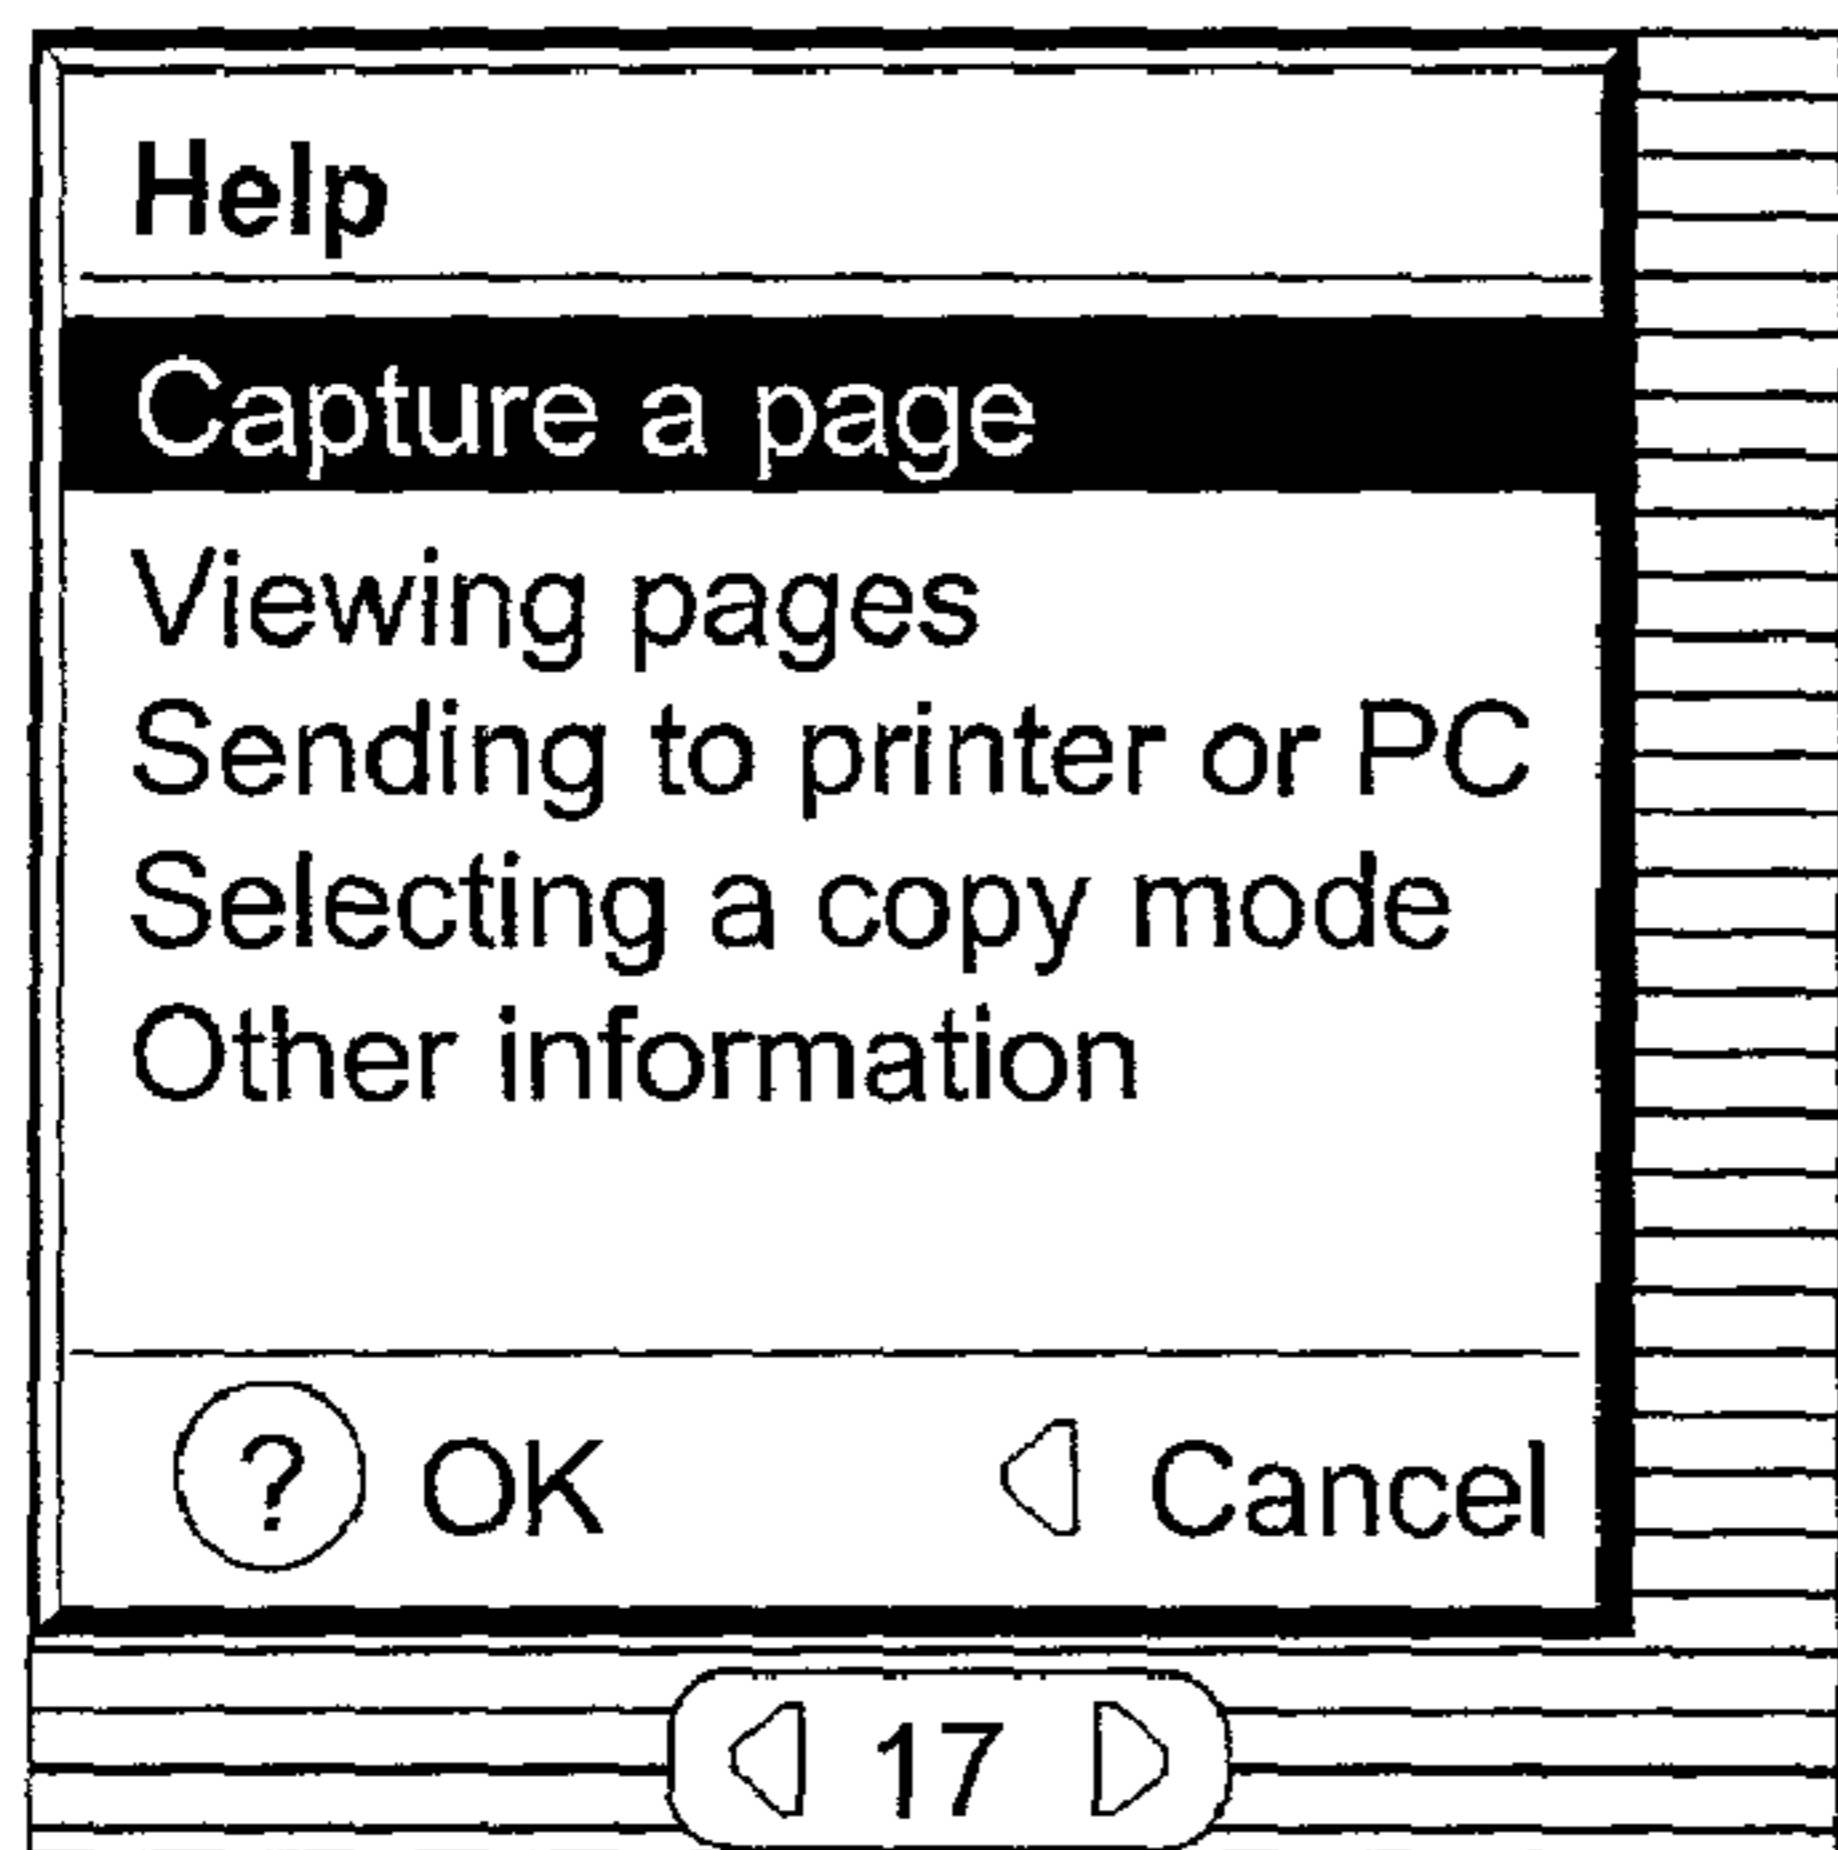 Help
Capture a page
Viewing pages
Sending to printer or PC
Selecting a copy mode
Other information
? OK Cancel
17